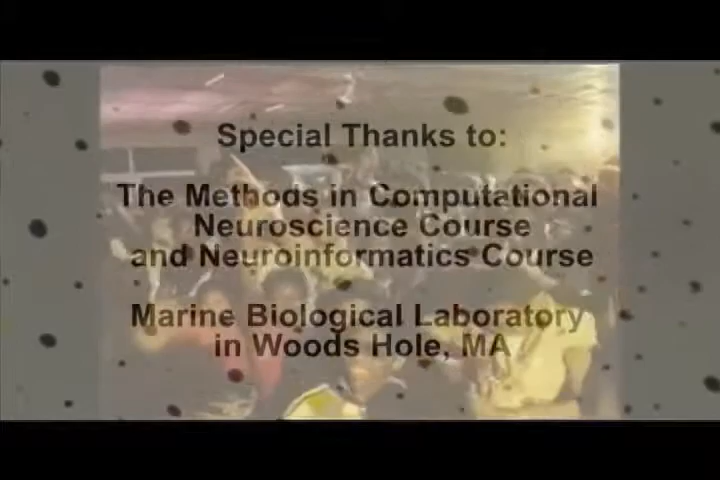 Special Thanks to:
The Methods in Computational
Neuroscience Course
and Neuroinformatics Course
Marine Biological Laboratory
in Woods Hole, MA